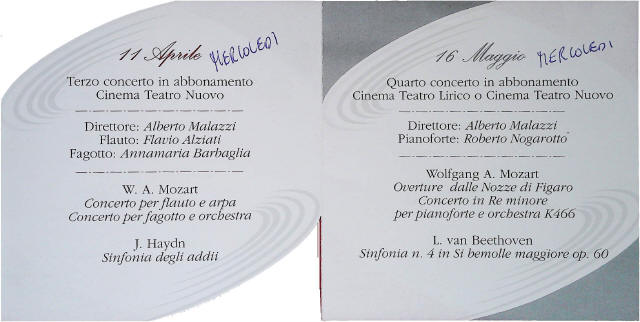 11 Aprile MERCOLEDÌ
Terzo concerto in abbonamento
Cinema Teatro Nuovo
Direttore: Alberto Malazzi
Flauto: Flavio Alziati
Fagotto: Annamaria Barbaglia
W. A. Mozart
Concerto per flauto e arpa
Concerto per fagotto e orchestra
J. Haydn
Sinfonia degli addii
16 Maggio MERCOLEDÌ
Quarto concerto in abbonamento
Cinema Teatro Lirico o Cinema Teatro Nuovo
Direttore: Alberto Malazzi
Pianoforte: Roberto Nogarotto
Wolfgang A. Mozart
Overture dalle Nozze di Figaro
Concerto in Re minore
per pianoforte e orchestra K466
L. van Beethoven
Sinfonia n. 4 in Si bemolle maggiore op. 60